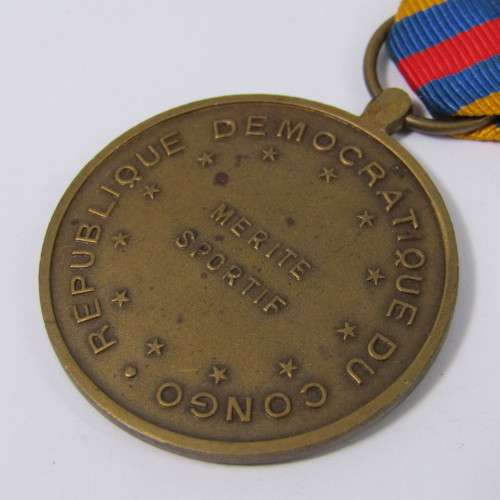 REPUBLIQUE DEMOCRATIQUE DU CONGO
MERITE
SPORTIF